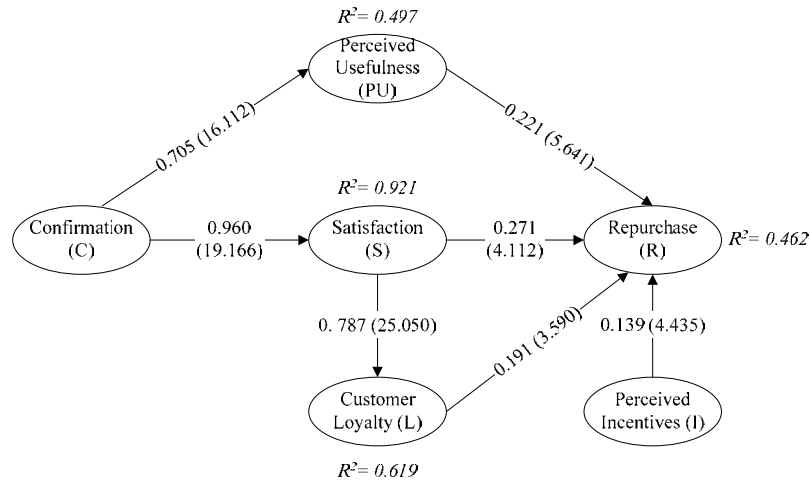 R²= 0.497
Perceived
Usefulness
(PU)
0.705 (16.112)
0.221 (5.641)
R²= 0.921
Confirmation
(C)
0.960
(19.166)
Satisfaction
(S)
0.271
(4.112)
Repurchase
(R)
R²= 0.462
0. 787 (25.050)
0.191 (3.590)
0.139 (4.435)
Customer
Loyalty (L)
Perceived
Incentives (I)
R²= 0.619